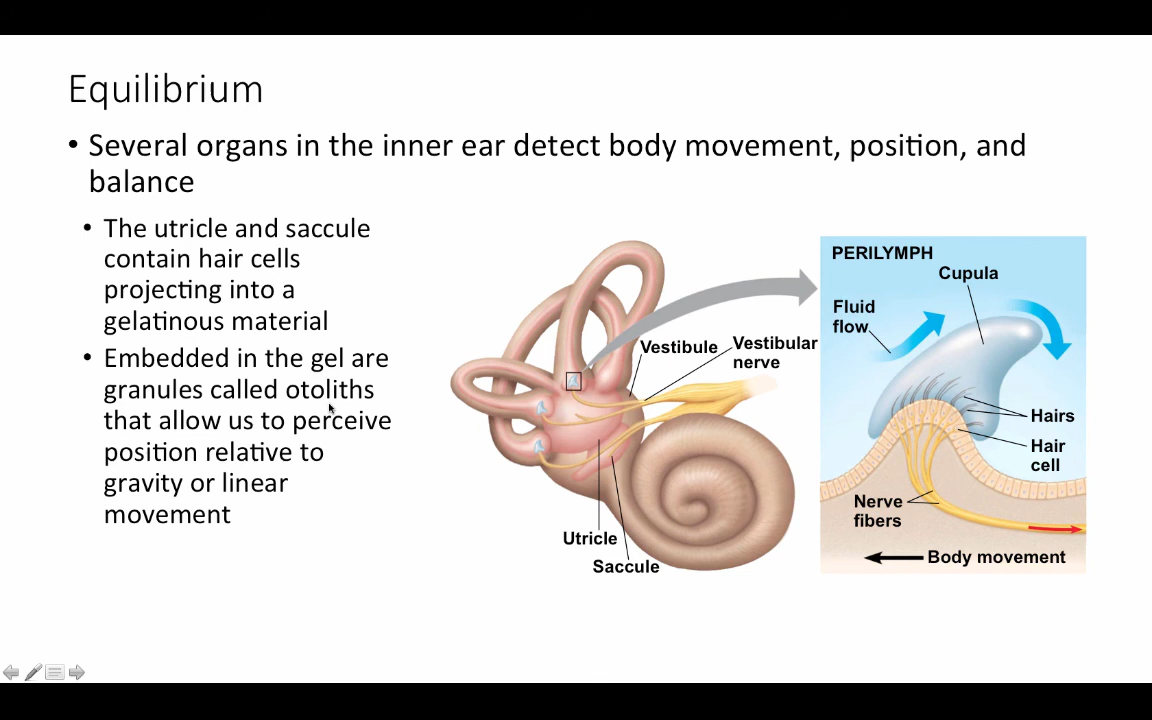 Equilibrium
• Several organs in the inner ear detect body movement, position, and
balance
• The utricle and saccule
contain hair cells
projecting into a
gelatinous material
• Embedded in the gel are
granules called otoliths
that allow us to perceive
position relative to
gravity or linear
movement
Vestibule
Vestibular
nerve
Utricle
Saccule
PERILYMPH
Cupula
Fluid
flow
Hairs
Hair
cell
Nerve
fibers
Body movement